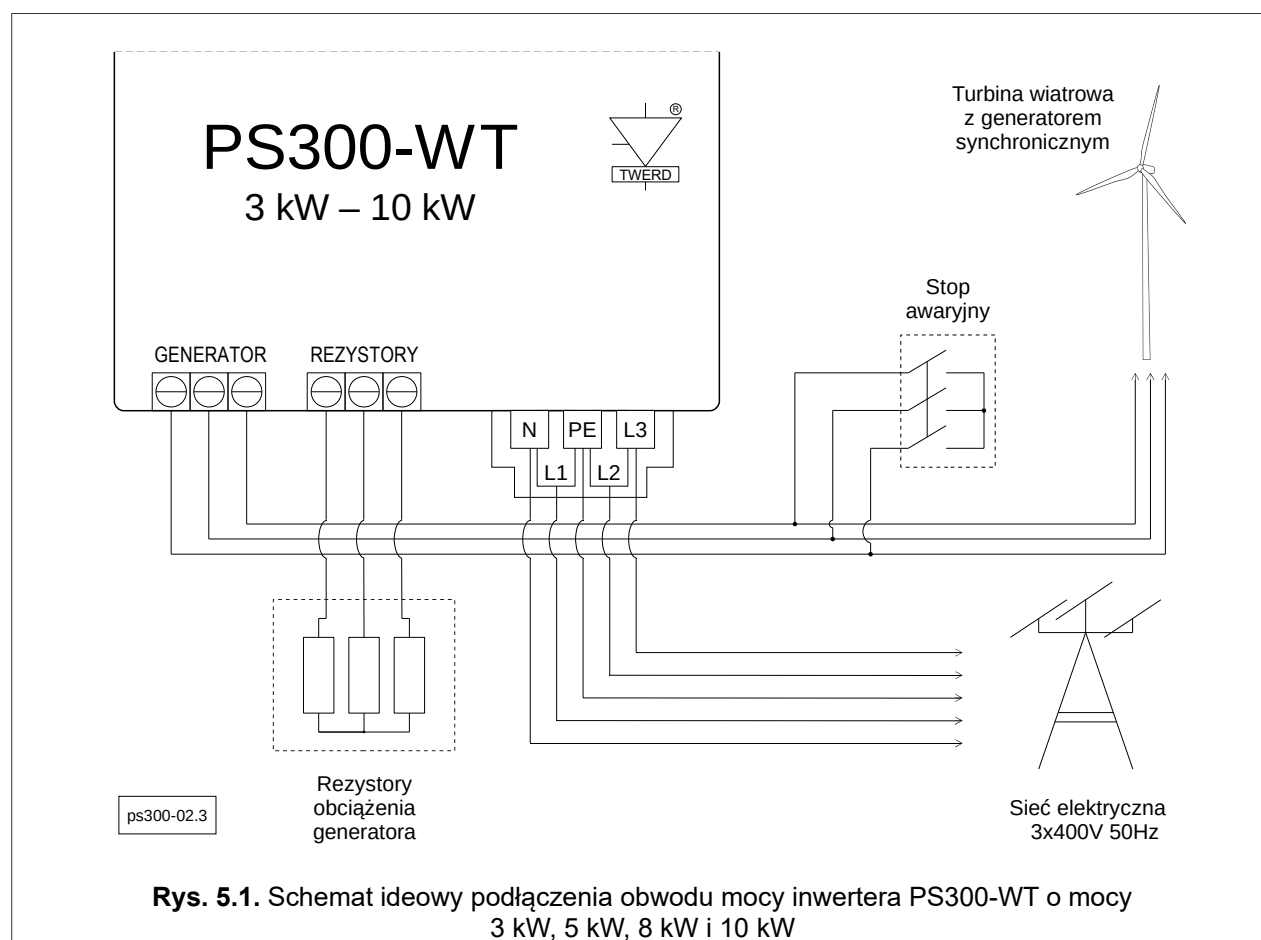 PS300-WT
3 kW – 10 kW
®
TWERD
Turbina wiatrowa
z generatorem
synchronicznym
Stop
awaryjny
GENERATOR
REZYSTORY
N
PE
L3
L1
L2
Rezystory
obciążenia
generatora
ps300-02.3
Sieć elektryczna
3x400V 50Hz
Rys. 5.1. Schemat ideowy podłączenia obwodu mocy inwertera PS300-WT o mocy
3 kW, 5 kW, 8 kW i 10 kW